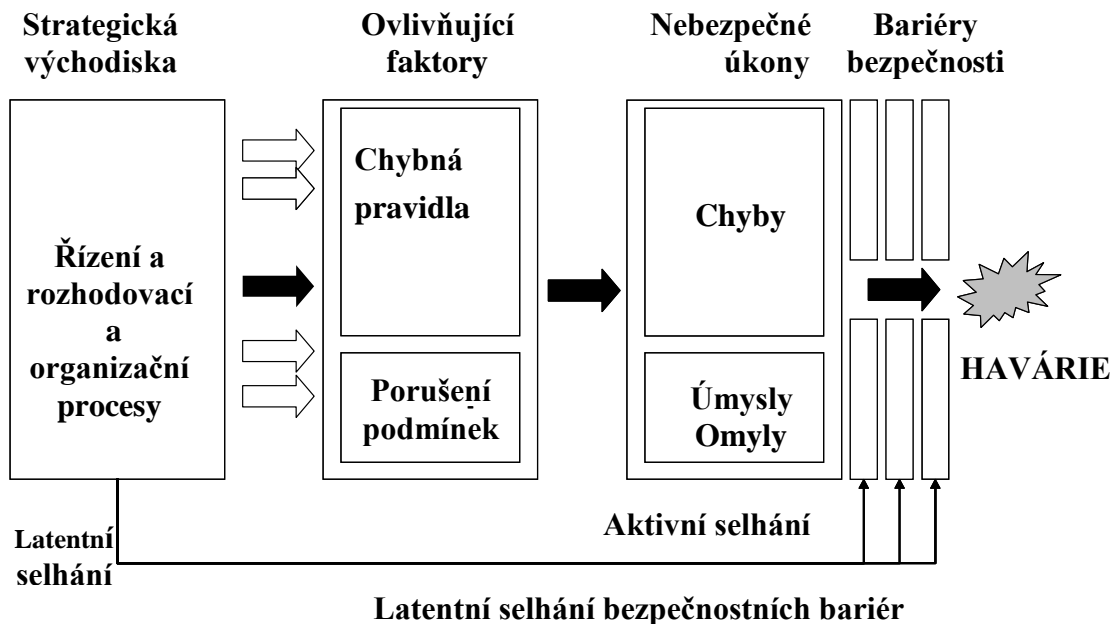 Strategická
východiska
Ovlivňující
faktory
Nebezpečné
úkony
Bariéry
bezpečnosti
Řízení a
rozhodovací
a
organizační
procesy
Chybná
pravidla
Porušení
podmínek
Chyby
Úmysly
Omyly
HAVÁRIE
Latentní
selhání
Aktivní selhání
Latentní selhání bezpečnostních bariér